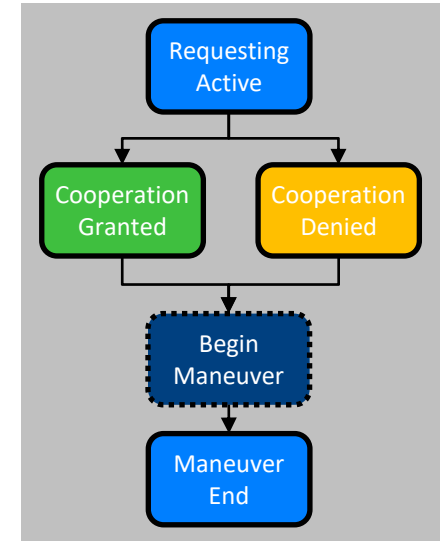 Requesting
Active
Cooperation
Granted
Cooperation
Denied
Begin
Maneuver
Maneuver
End